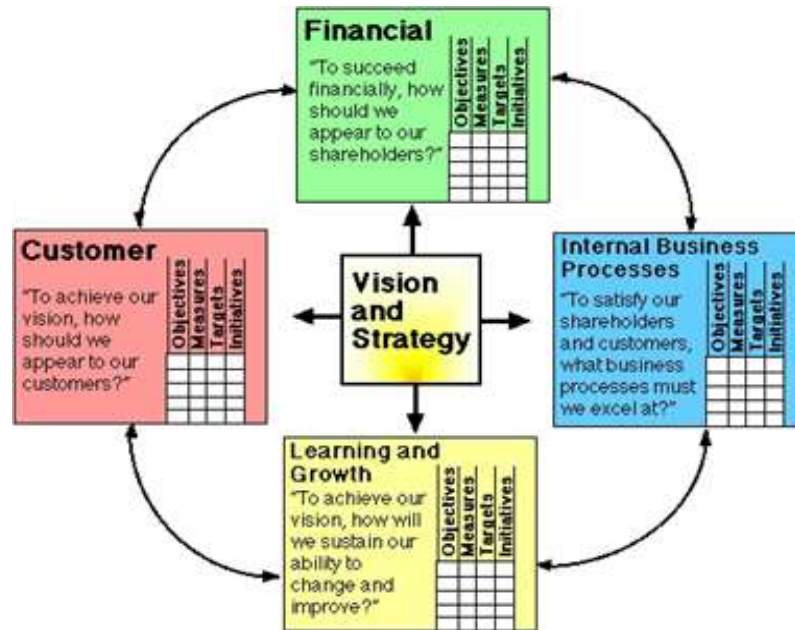 Financial
"To succeed
financially, how
should we
appear to our
shareholders?"
Objectives
Measures
Targets
Initiatives
Customer
"To achieve our
vision, how
should we
appear to our
customers?"
Objectives
Measures
Targets
Initiatives
Vision
and
Strategy
Internal Business
Processes
"To satisfy our
shareholders
and customers,
what business
processes must
we excel at?"
Objectives
Measures
Targets
Initiatives
Learning and
Growth
"To achieve our
vision, how will
we sustain our
ability to
change and
improve?"
Objectives
Measures
Targets
Initiatives